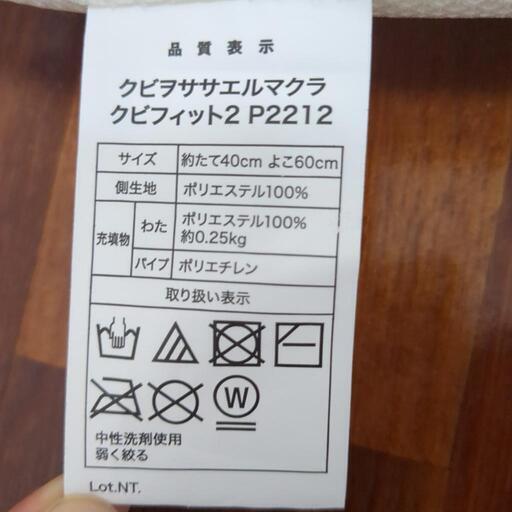 品質表示
クビヲササエルマクラ
クビフィット2 P2212
サイズ 約たて40cm よこ60cm
側生地 ポリエステル100%
充填物 わた ポリエステル100%
約0.25kg
パイプ ポリエチレン
取り扱い表示
W
中性洗剤使用
弱く絞る
Lot.NT.